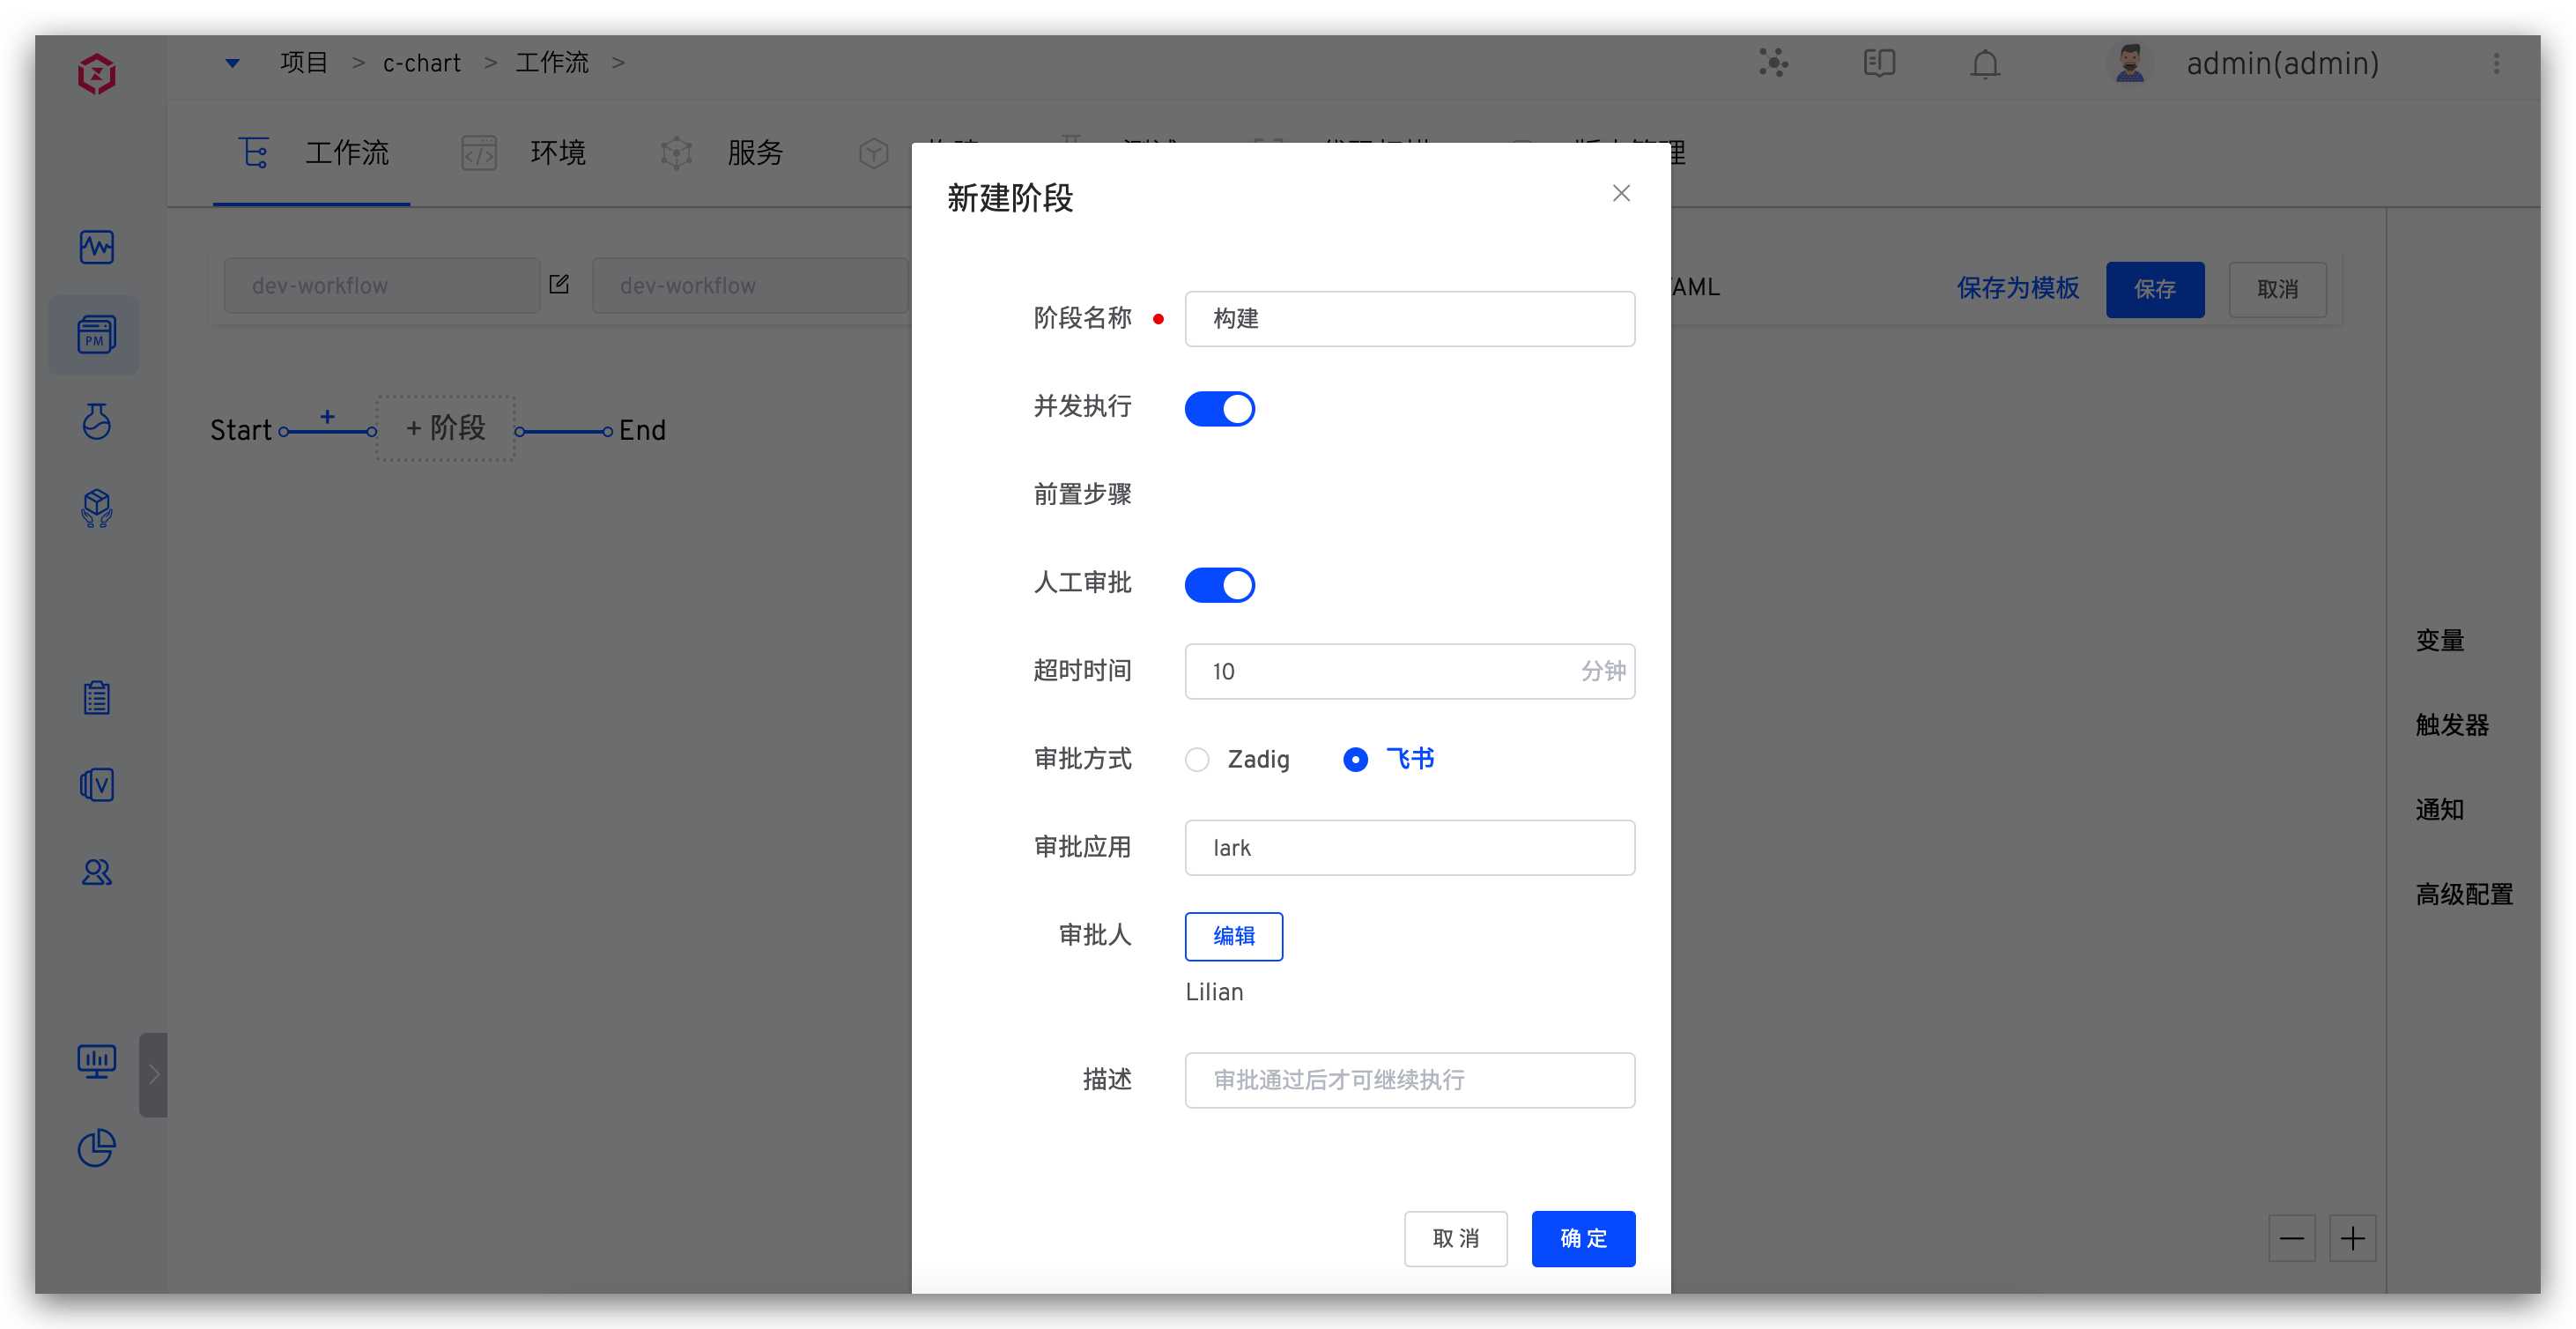 项目 > c-chart > 工作流 >
admin(admin)
工作流 环境 服务
新建阶段
dev-workflow dev-workflow
保存为模板 保存 取消
阶段名称 构建
并发执行
Start + + 阶段 End
前置步骤
人工审批
变量
超时时间 10 分钟
触发器
审批方式 Zadig 飞书
通知
审批应用 lark
高级配置
审批人 编辑
Lilian
描述 审批通过后才可继续执行
取消 确定
PM
V